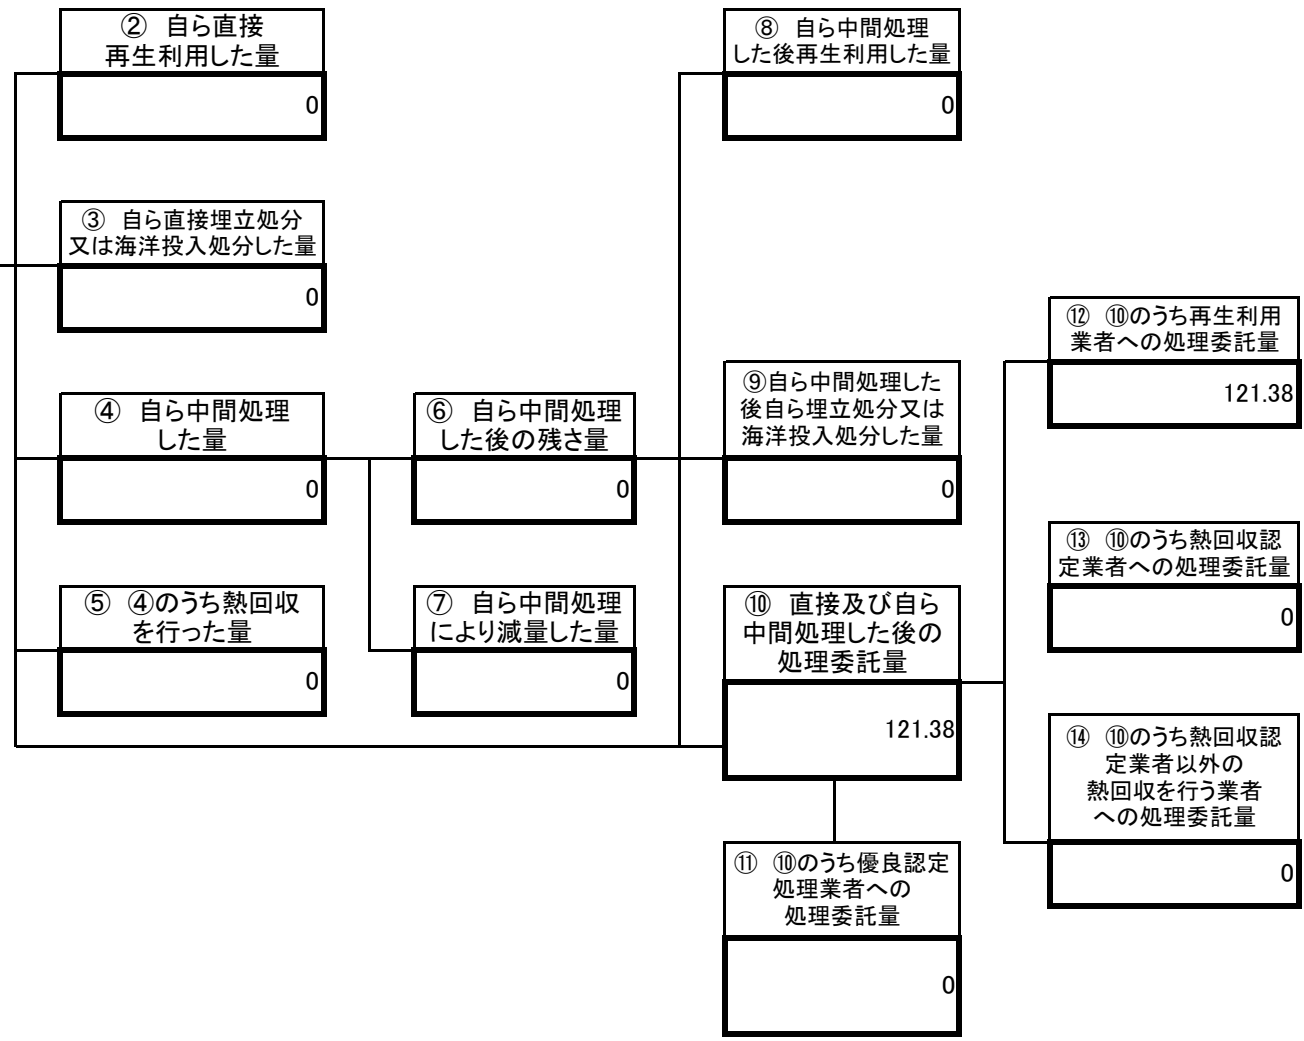 ② 自ら直接
再生利用した量
0
⑧ 自ら中間処理
した後再生利用した量
0
③ 自ら直接埋立処分
又は海洋投入処分した量
0
⑫ ⑩のうち再生利用
業者への処理委託量
121.38
④ 自ら中間処理
した量
0
⑥ 自ら中間処理
した後の残さ量
0
⑨自ら中間処理した
後自ら埋立処分又は
海洋投入処分した量
0
⑬ ⑩のうち熱回収認
定業者への処理委託量
0
⑤ ④のうち熱回収
を行った量
0
⑦ 自ら中間処理
により減量した量
0
⑩ 直接及び自ら
中間処理した後の
処理委託量
121.38
⑭ ⑩のうち熱回収認
定業者以外の
熱回収を行う業者
への処理委託量
0
⑪ ⑩のうち優良認定
処理業者への
処理委託量
0